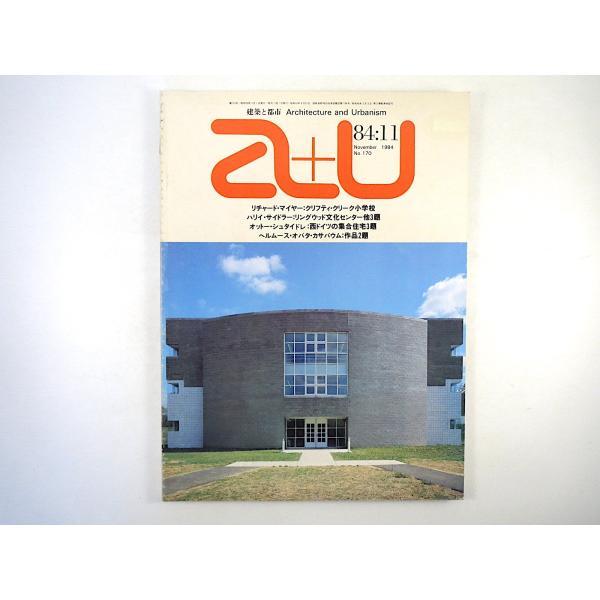 建築と都市 Architecture and Urbanism
a+u
84:11
November 1984
No.170
リチャード・マイヤー:クリフティ・クリーク小学校
ハリイ・サイドラー:リングウッド文化センター他3題
オットー・シュタイドレ:西ドイツの集合住宅3題
ヘルムース・オバタ・カサバウム:作品2題